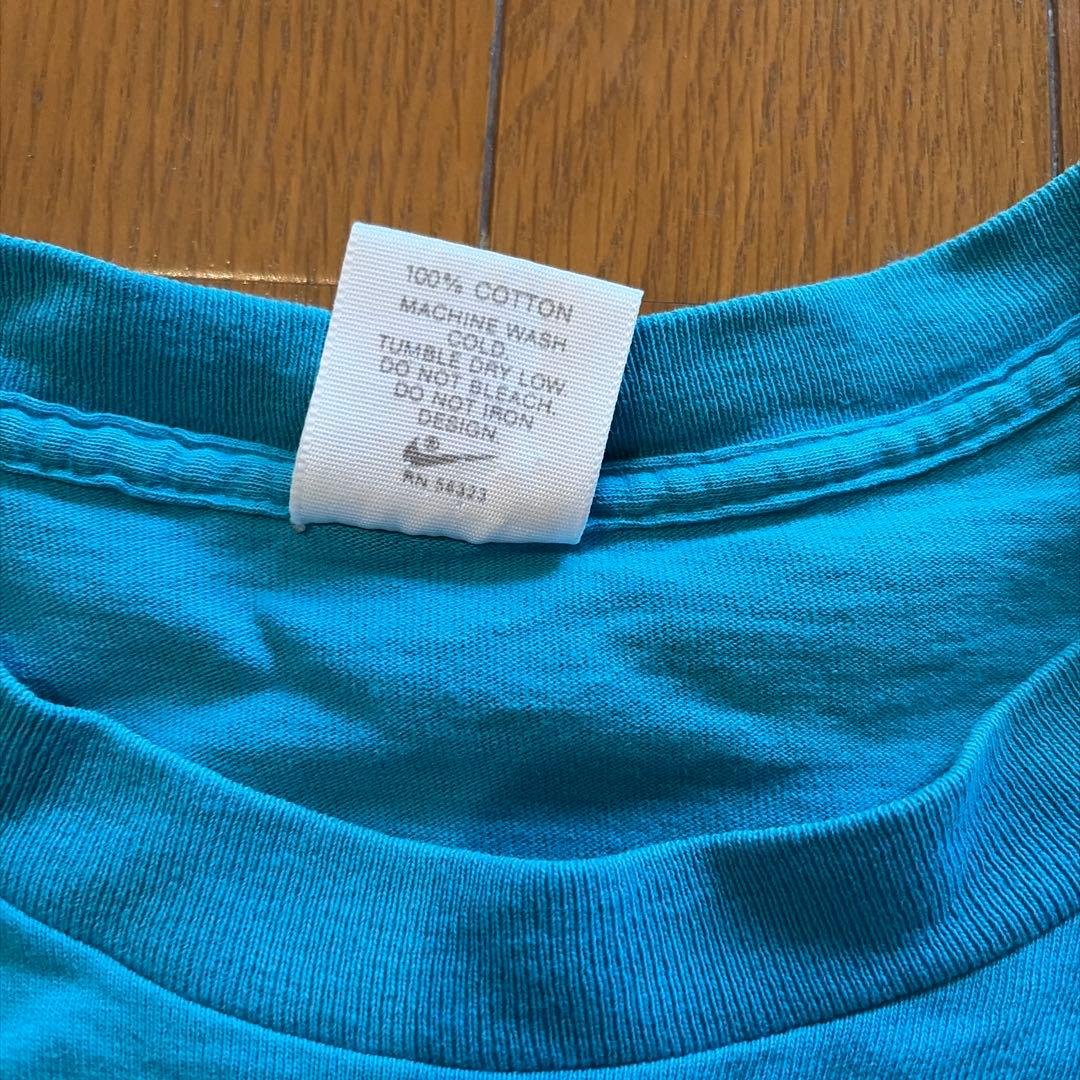 100% COTTON
MACHINE WASH
COLD.
TUMBLE DRY LOW.
DO NOT BLEACH.
DO NOT IRON
DESIGN
®
RN 56323